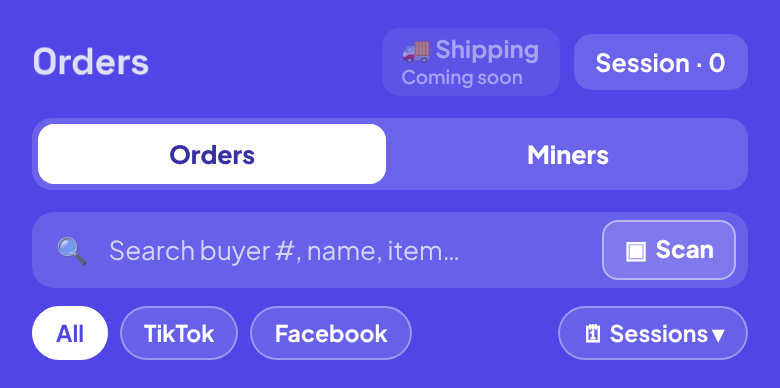 Orders
🚚 Shipping
Coming soon
Session · 0
Orders
Miners
🔍 Search buyer #, name, item...
▣ Scan
All
TikTok
Facebook
🗓 Sessions ▾